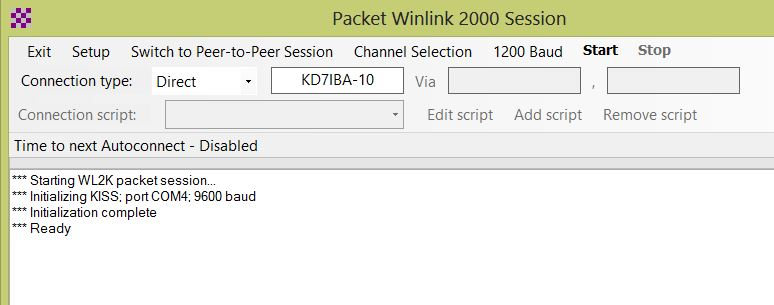 Packet Winlink 2000 Session
Exit Setup Switch to Peer-to-Peer Session Channel Selection 1200 Baud Start Stop
Connection type: Direct KD7IBA-10 Via ,
Connection script: Edit script Add script Remove script
Time to next Autoconnect - Disabled
*** Starting WL2K packet session...
*** Initializing KISS; port COM4; 9600 baud
*** Initialization complete
*** Ready